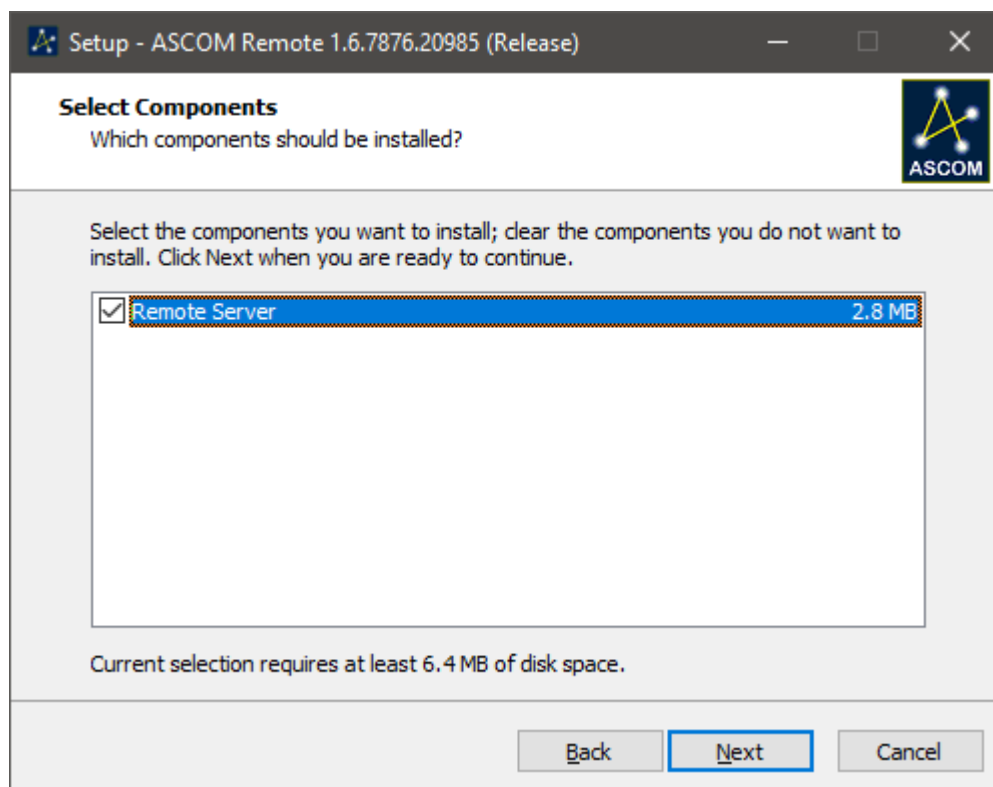 Setup - ASCOM Remote 1.6.7876.20985 (Release)
Select Components
Which components should be installed?
ASCOM
Select the components you want to install; clear the components you do not want to
install. Click Next when you are ready to continue.
Remote Server 2.8 MB
Current selection requires at least 6.4 MB of disk space.
Back Next Cancel